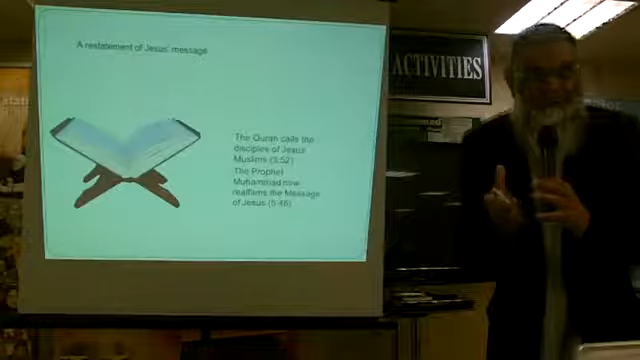 A restatement of Jesus' message
The Quran calls the
disciples of Jesus
Muslims (3:52)
The Prophet
Muhammad now
reaffirms the Message
of Jesus (5:46)
ACTIVITIES